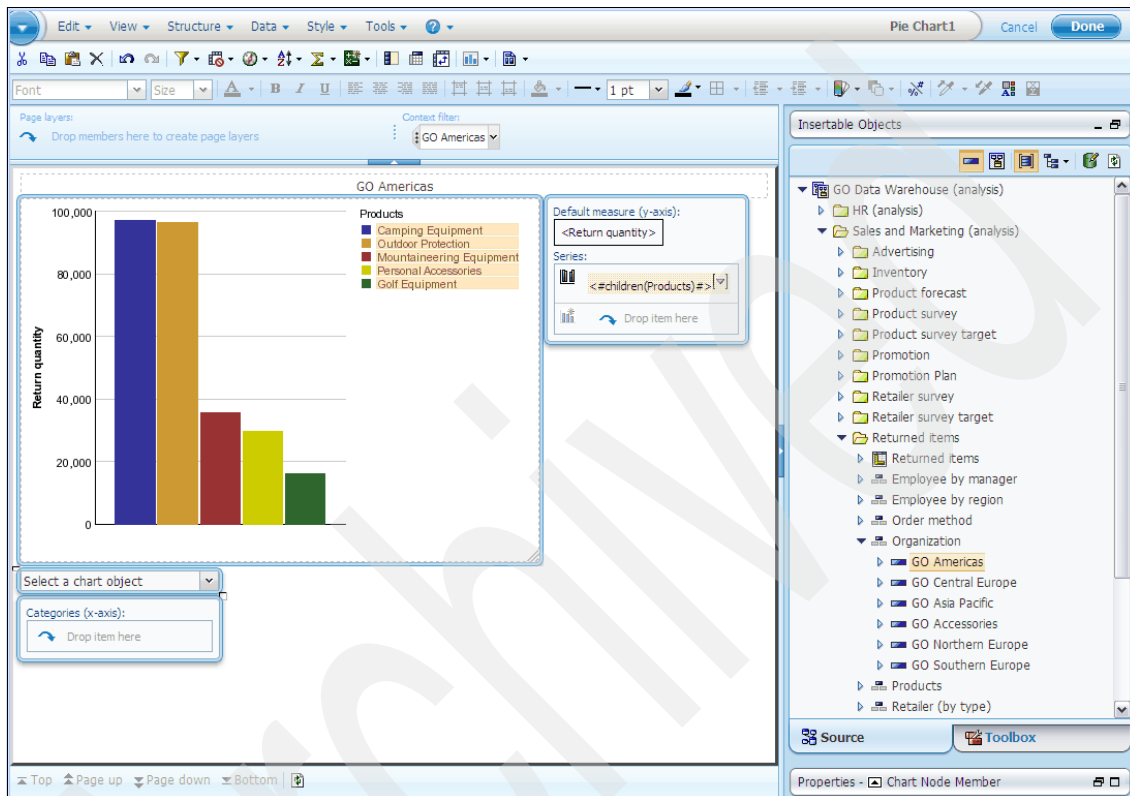 Edit View Structure Data Style Tools Pie Chart1 Cancel Done
Font Size A B I U 1 pt
Page layers:
Drop members here to create page layers
Context filter:
GO Americas
GO Americas
100,000
80,000
60,000
40,000
20,000
0
Return quantity
Products
Camping Equipment
Outdoor Protection
Mountaineering Equipment
Personal Accessories
Golf Equipment
Default measure (y-axis):
<Return quantity>
Series:
<#children(Products)#>
Drop item here
Select a chart object
Categories (x-axis):
Drop item here
Top Page up Page down Bottom
Insertable Objects
GO Data Warehouse (analysis)
HR (analysis)
Sales and Marketing (analysis)
Advertising
Inventory
Product forecast
Product survey
Product survey target
Promotion
Promotion Plan
Retailer survey
Retailer survey target
Returned items
Returned items
Employee by manager
Employee by region
Order method
Organization
GO Americas
GO Central Europe
GO Asia Pacific
GO Accessories
GO Northern Europe
GO Southern Europe
Products
Retailer (by type)
Source Toolbox
Properties - Chart Node Member